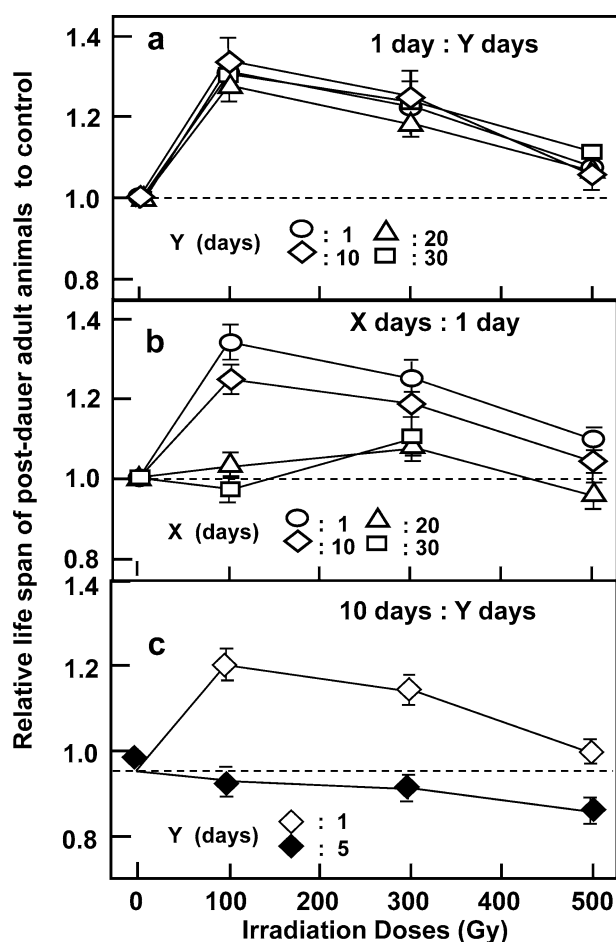 Relative life span of post-dauer adult animals to control
a
1 day : Y days
1.4
1.2
1.0
0.8
Y (days)
: 1
: 20
: 10
: 30
b
X days : 1 day
1.4
1.2
1.0
0.8
X (days)
: 1
: 20
: 10
: 30
c
10 days : Y days
1.4
1.2
1.0
0.8
Y (days)
: 1
: 5
0 100 200 300 400 500
Irradiation Doses (Gy)